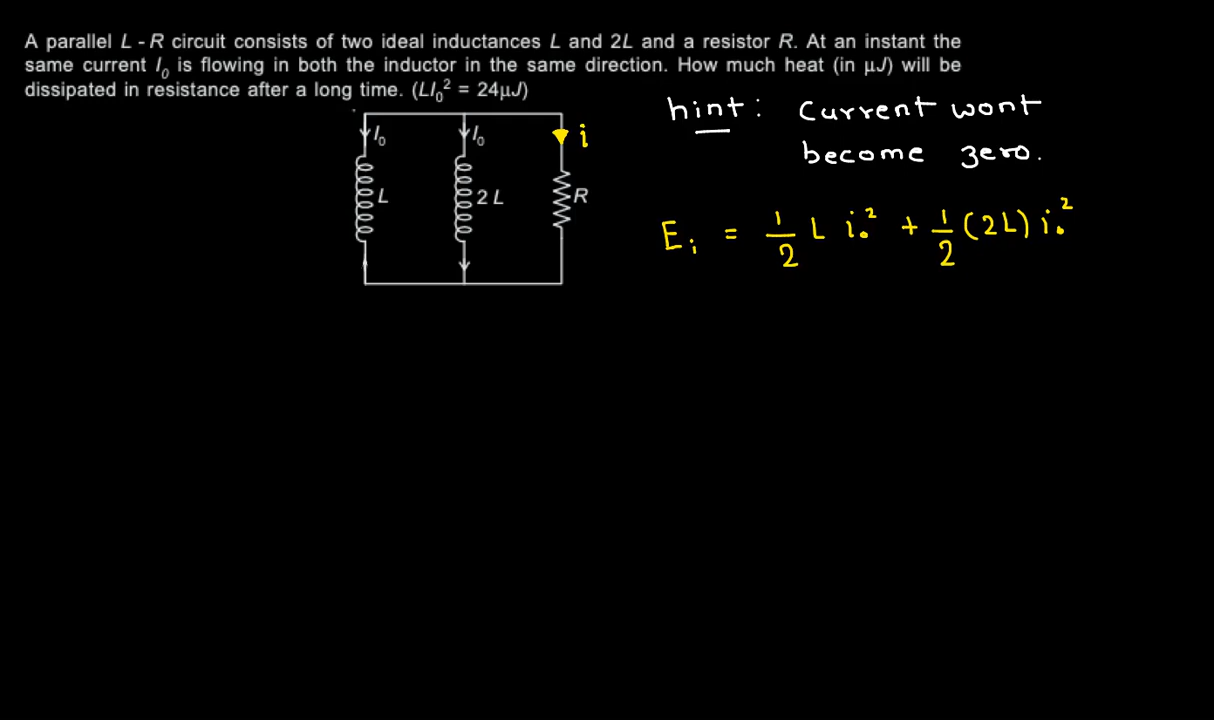 A parallel L - R circuit consists of two ideal inductances L and 2L and a resistor R. At an instant the
same current I₀ is flowing in both the inductor in the same direction. How much heat (in μJ) will be
dissipated in resistance after a long time. (LI₀² = 24μJ)
hint: Current wont
become zero.
I₀ I₀ i
L 2L R
Eᵢ = 1/2 L i₀² + 1/2 (2L) i₀²